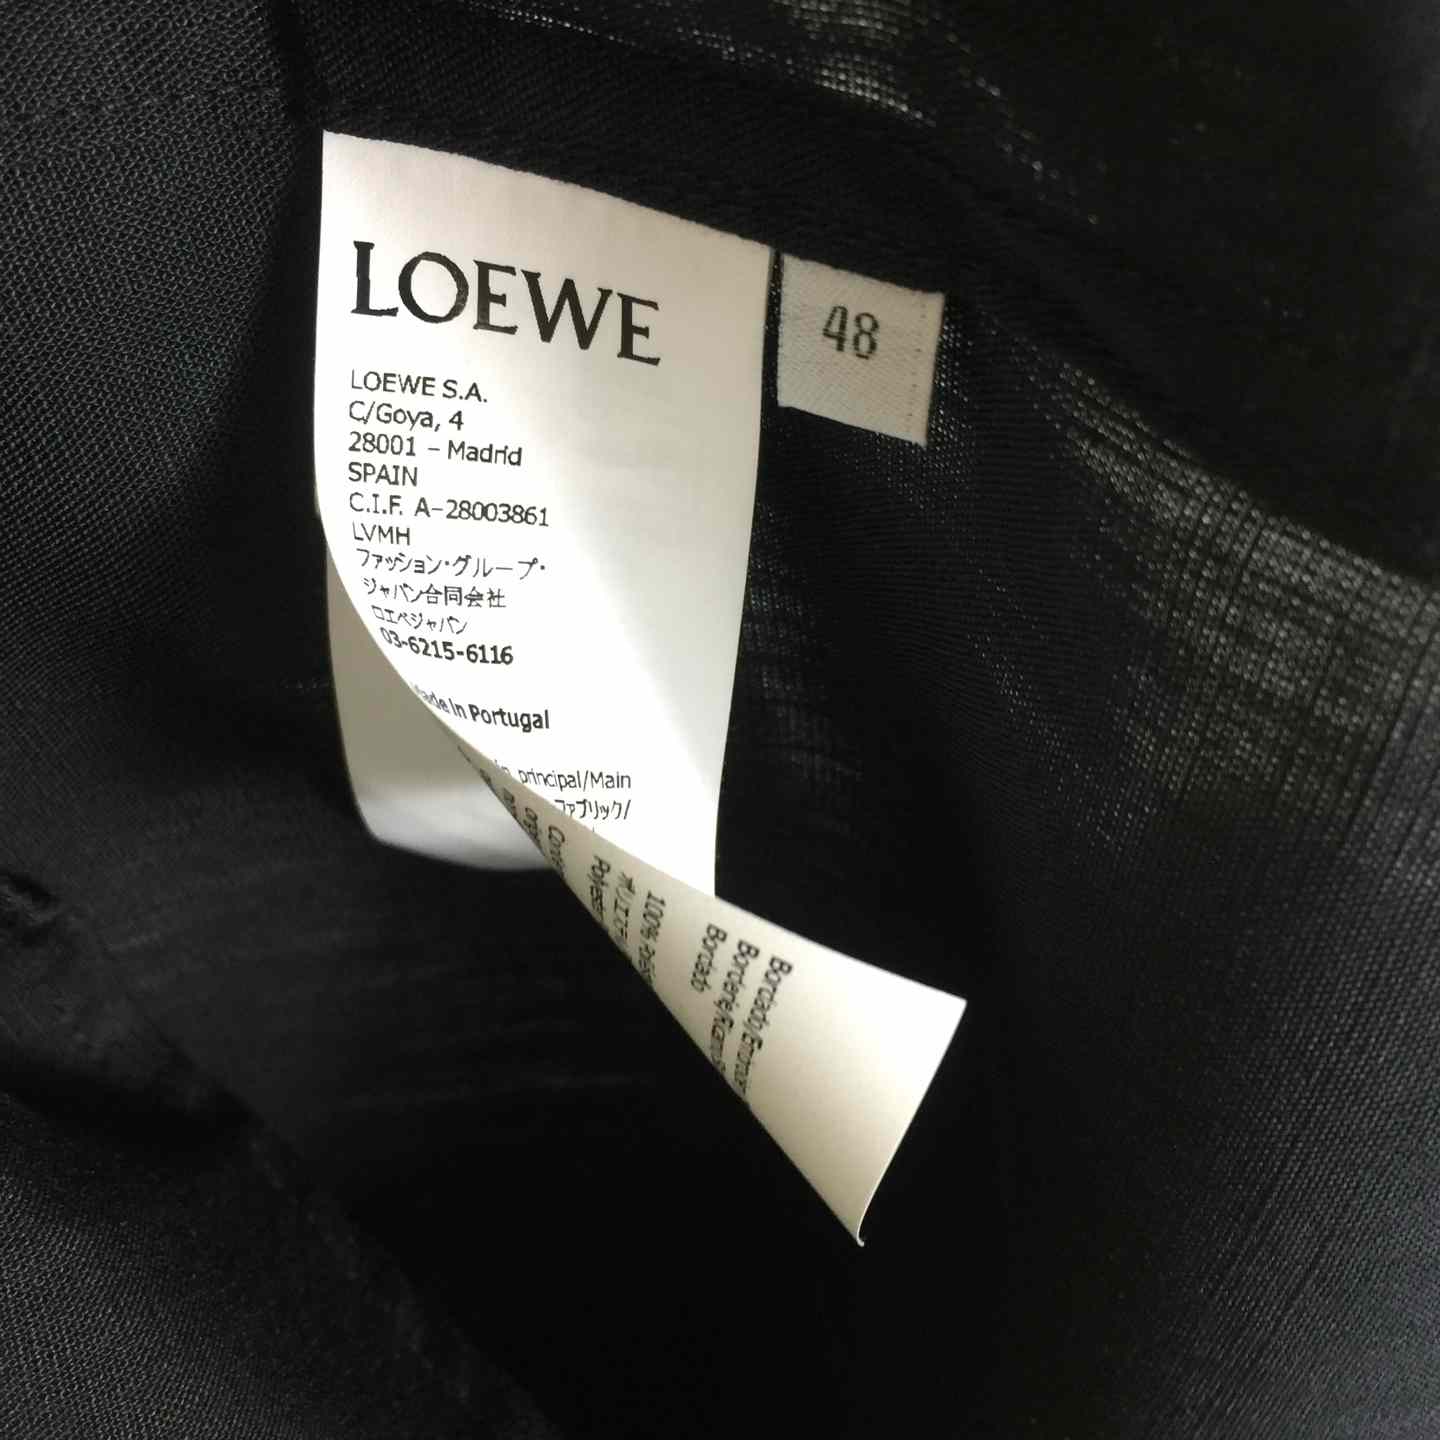 LOEWE
48
LOEWE S.A.
C/Goya, 4
28001 - Madrid
SPAIN
C.I.F. A-28003861
LVMH
ファッション・グループ・
ジャパン合同会社
ロエベジャパン
03-6215-6116
Made in Portugal
principal/Main
ファブリック/
100%
Bordado